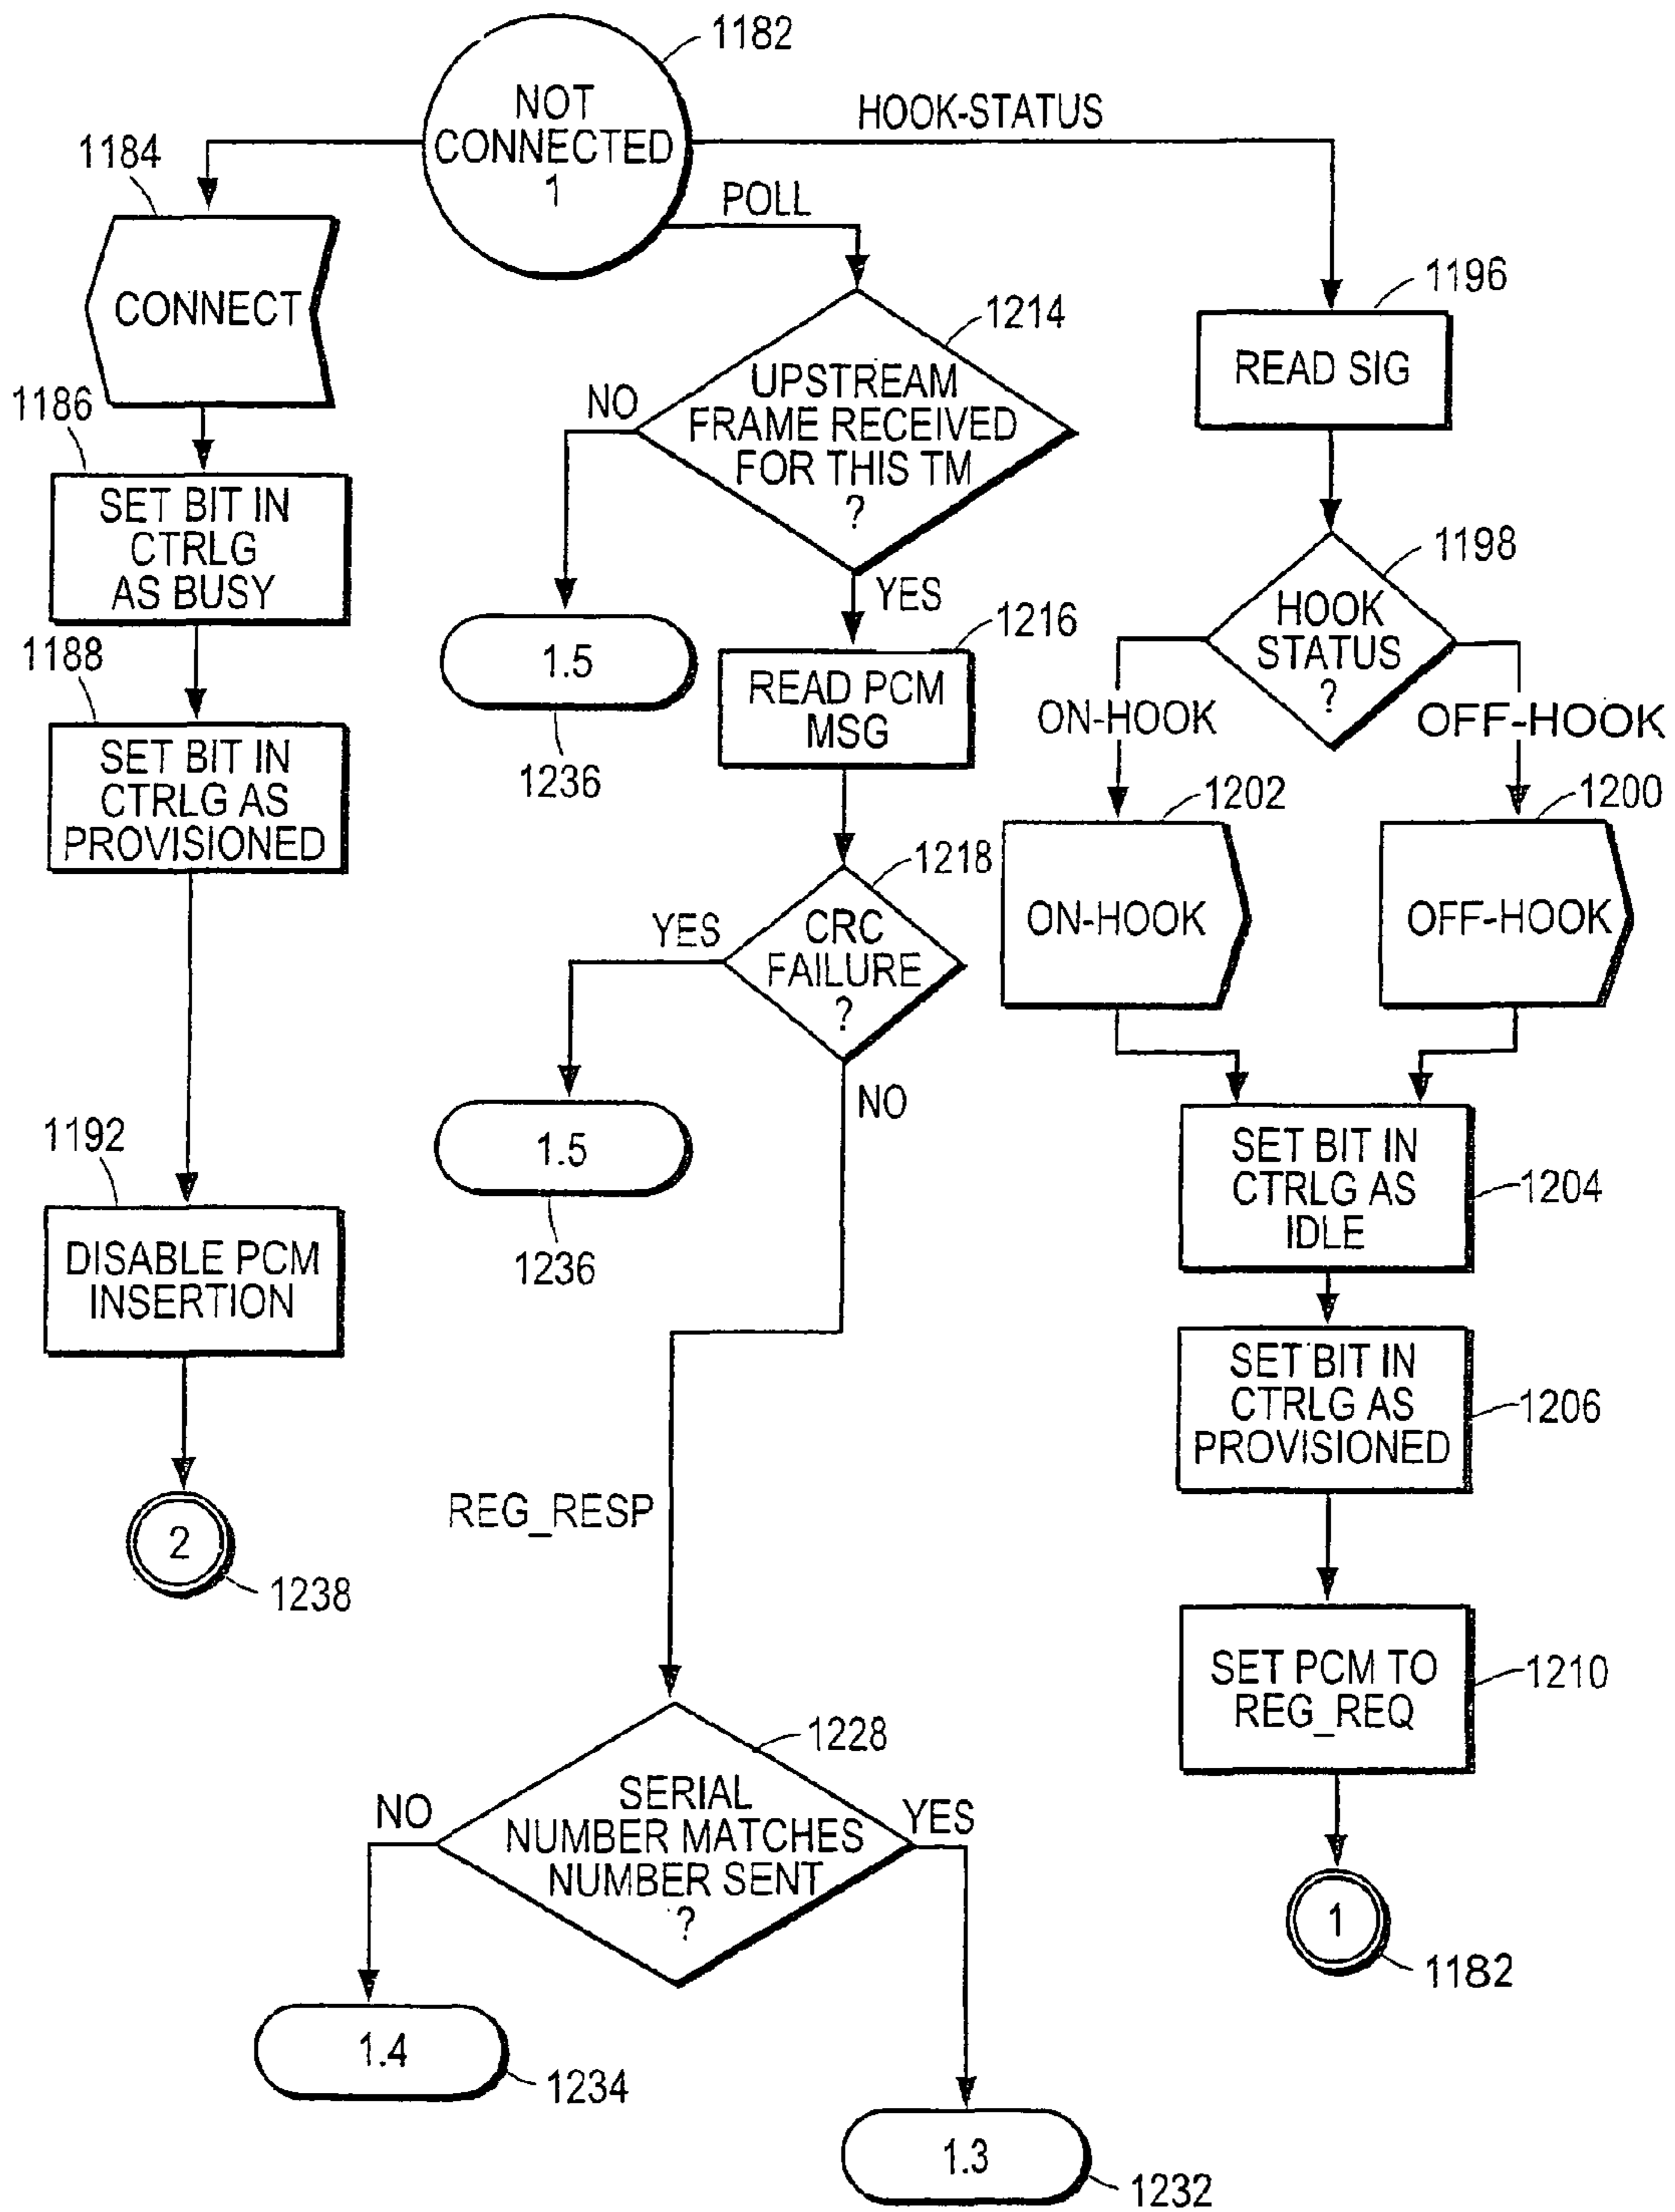 1182
NOT
CONNECTED
1
HOOK-STATUS
POLL
1184
CONNECT
1186
SET BIT IN
CTRLG
AS BUSY
1188
SET BIT IN
CTRLG AS
PROVISIONED
1192
DISABLE PCM
INSERTION
2
1238
1214
UPSTREAM
FRAME RECEIVED
FOR THIS TM
?
NO
1.5
1236
YES
1216
READ PCM
MSG
1218
CRC
FAILURE
?
YES
1.5
1236
NO
REG_RESP
1228
SERIAL
NUMBER MATCHES
NUMBER SENT
?
NO
YES
1.4
1234
1.3
1232
1196
READ SIG
1198
HOOK
STATUS
?
ON-HOOK
OFF-HOOK
1202
ON-HOOK
1200
OFF-HOOK
SET BIT IN
CTRLG AS
IDLE
1204
SET BIT IN
CTRLG AS
PROVISIONED
1206
SET PCM TO
REG_REQ
1210
1
1182